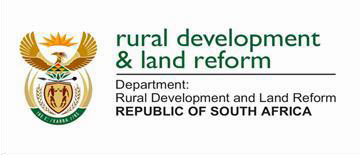 rural development
& land reform
Department:
Rural Development and Land Reform
REPUBLIC OF SOUTH AFRICA